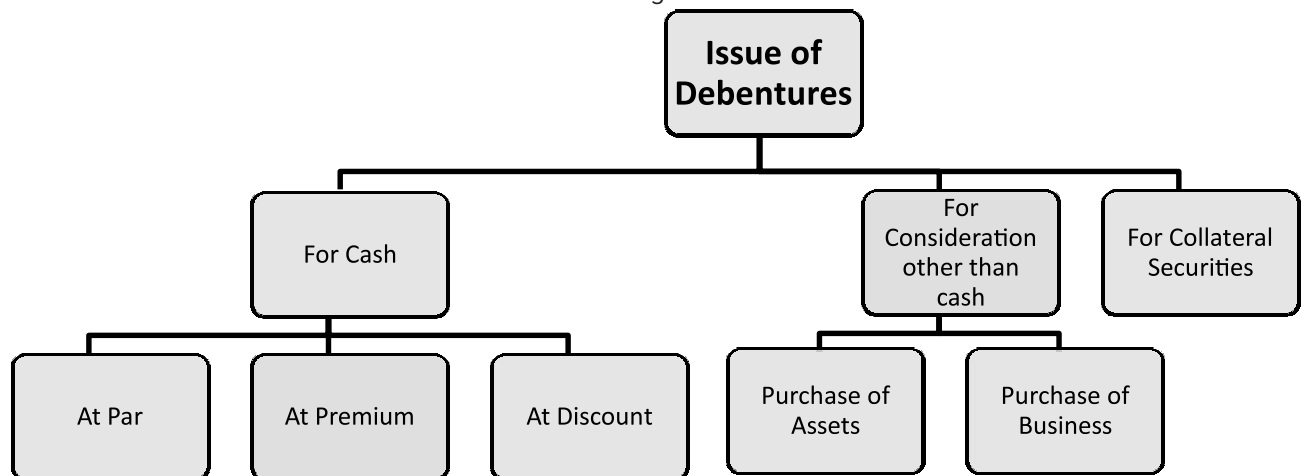 Issue of
Debentures
For Cash
For
Consideration
other than
cash
For Collateral
Securities
At Par
At Premium
At Discount
Purchase of
Assets
Purchase of
Business